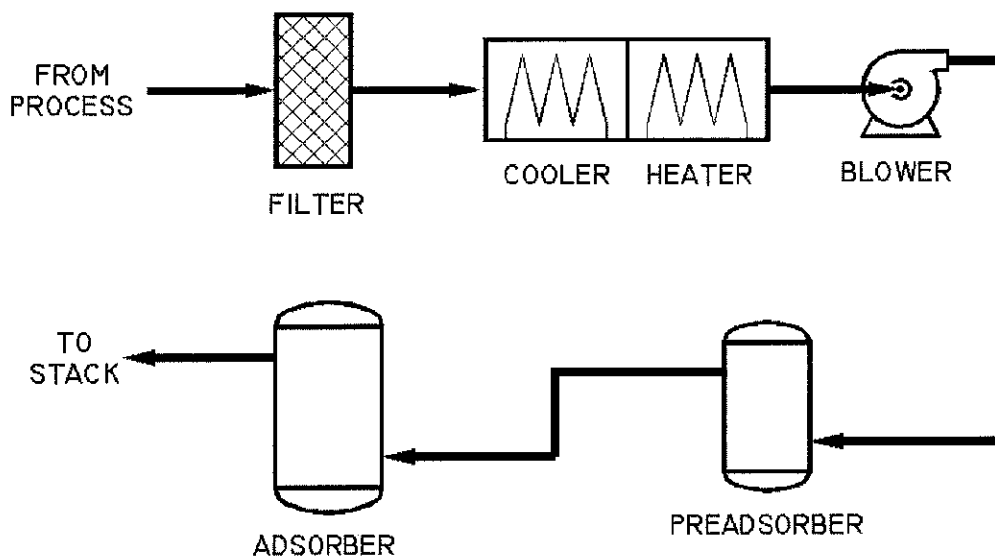 FROM
PROCESS
FILTER
COOLER
HEATER
BLOWER
TO
STACK
ADSORBER
PREADSORBER